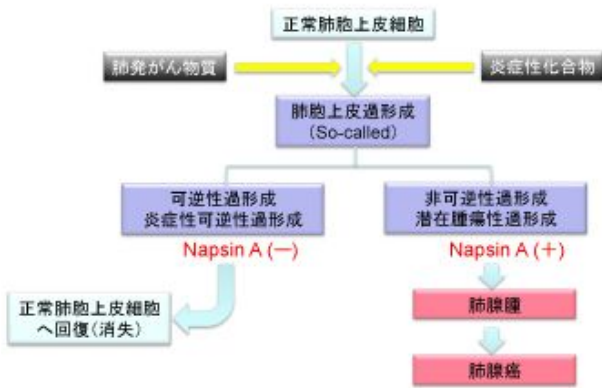 正常肺胞上皮細胞
肺発がん物質
炎症性化合物
肺胞上皮過形成
(So-called)
可逆性過形成
炎症性可逆性過形成
非可逆性過形成
潜在腫瘍性過形成
Napsin A (－)
Napsin A (＋)
正常肺胞上皮細胞
へ回復(消失)
肺腺腫
肺腺癌